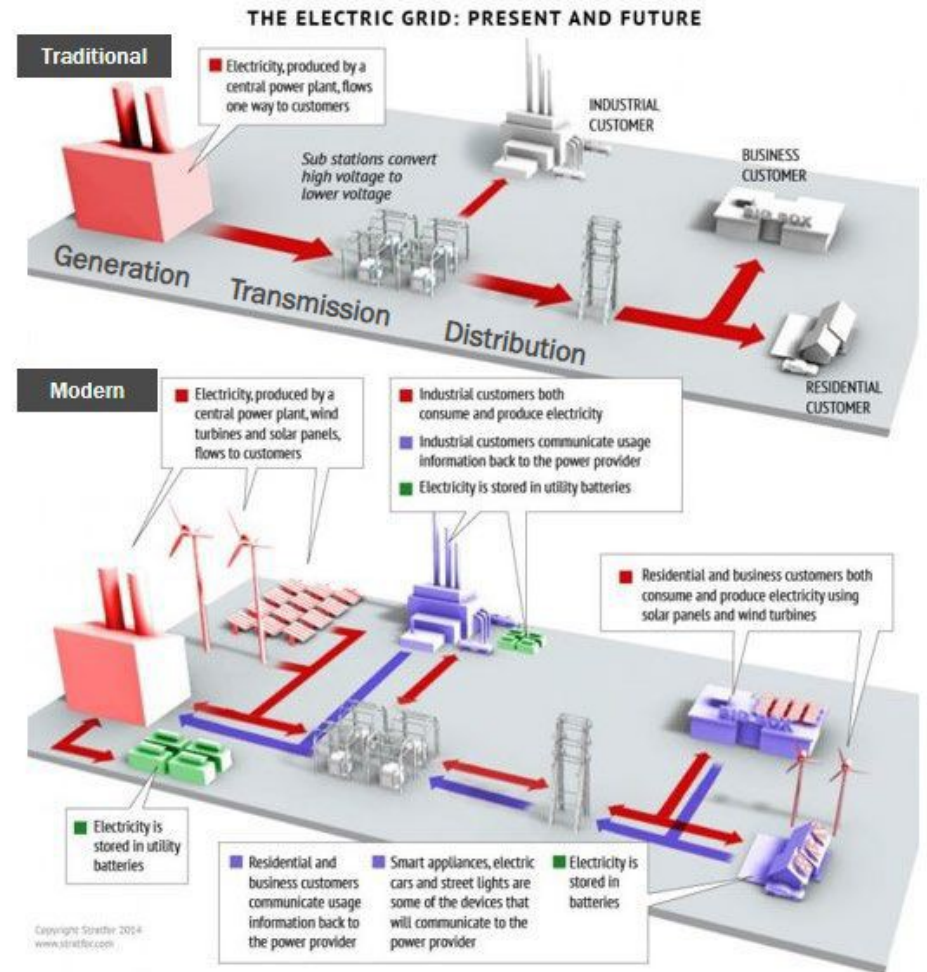 THE ELECTRIC GRID: PRESENT AND FUTURE
Traditional
Electricity, produced by a
central power plant, flows
one way to customers
INDUSTRIAL
CUSTOMER
Sub stations convert
high voltage to
lower voltage
BUSINESS
CUSTOMER
BIG BOX
Generation
Transmission
Distribution
RESIDENTIAL
CUSTOMER
Modern
Electricity, produced by a
central power plant, wind
turbines and solar panels,
flows to customers
Industrial customers both
consume and produce electricity
Industrial customers communicate usage
information back to the power provider
Electricity is stored in utility batteries
Residential and business customers both
consume and produce electricity using
solar panels and wind turbines
BIG BOX
Electricity is
stored in utility
batteries
Residential and
business customers
communicate usage
information back to
the power provider
Smart appliances, electric
cars and street lights are
some of the devices that
will communicate to the
power provider
Electricity is
stored in
batteries
Copyright Stratfor 2014
www.stratfor.com